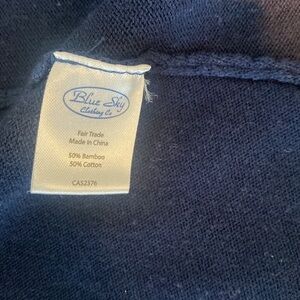 Blue Sky
Clothing Co
Fair Trade
Made in China
50% Bamboo
50% Cotton
CAS2376